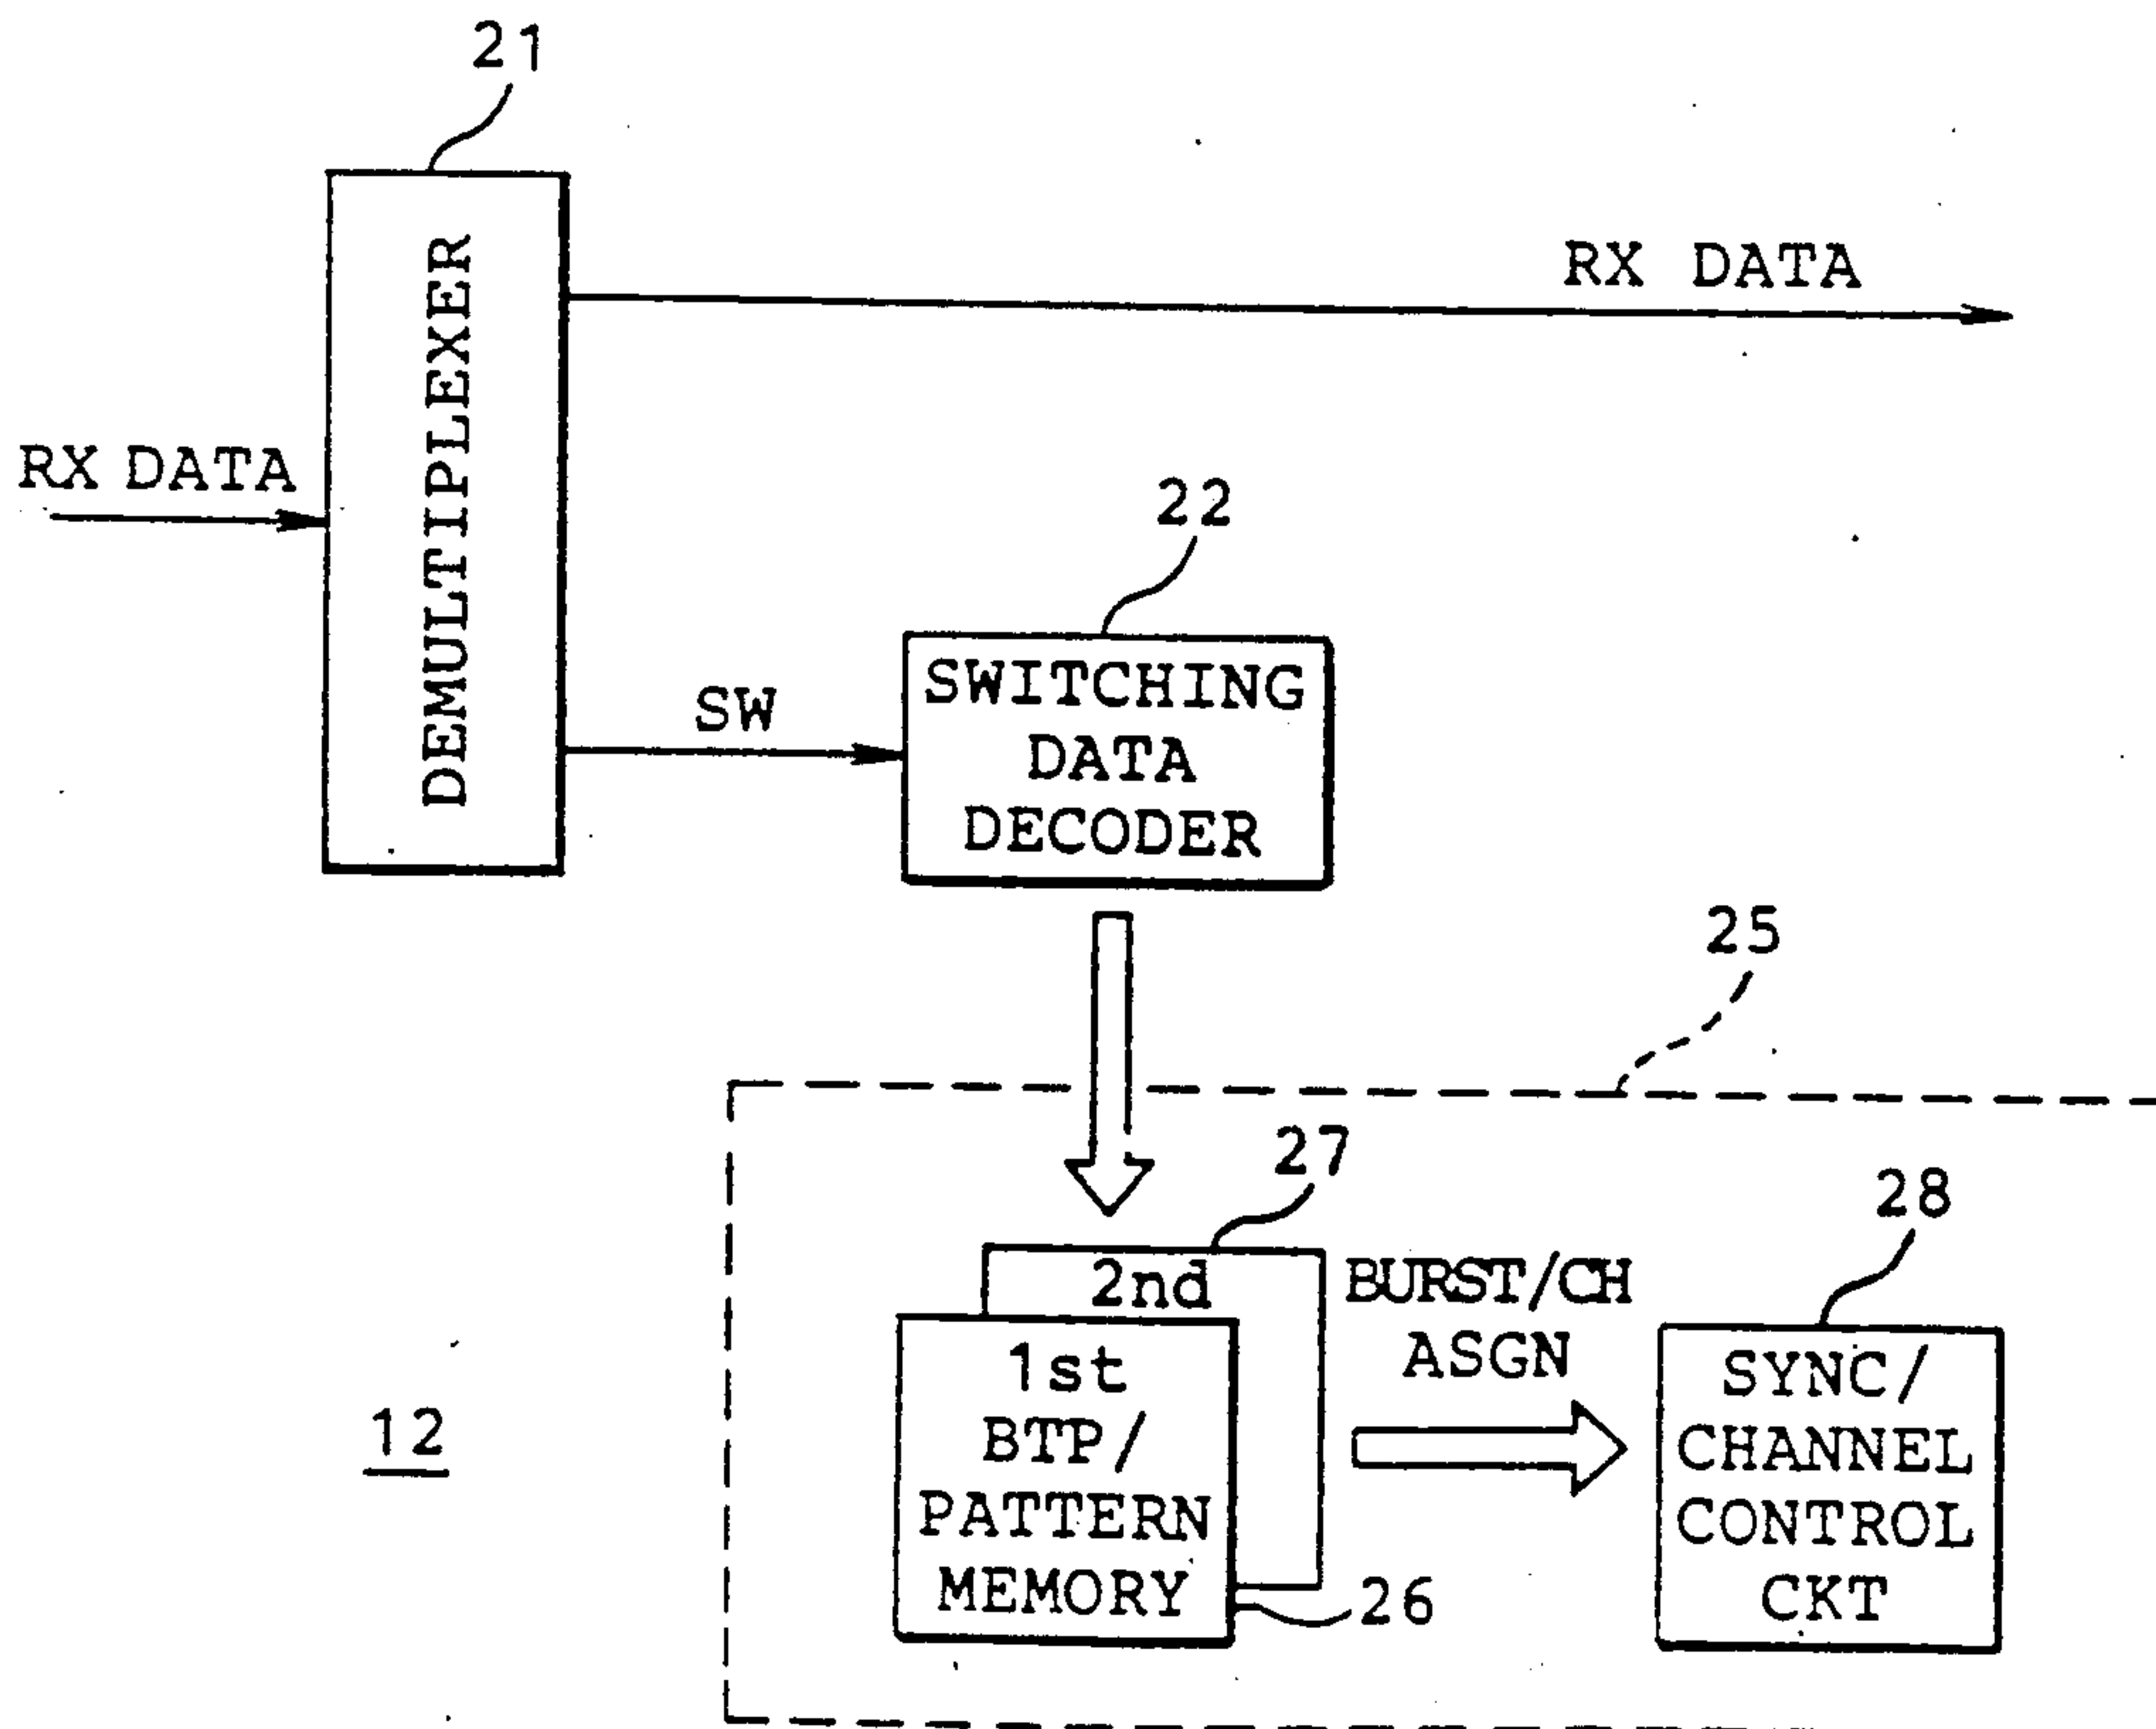 21
DEMULTIPLEXER
RX DATA
RX DATA
22
SW
SWITCHING
DATA
DECODER
25
27
28
2nd
BURST/CH
ASGN
1st
BTP/
PATTERN
MEMORY
26
SYNC/
CHANNEL
CONTROL
CKT
12